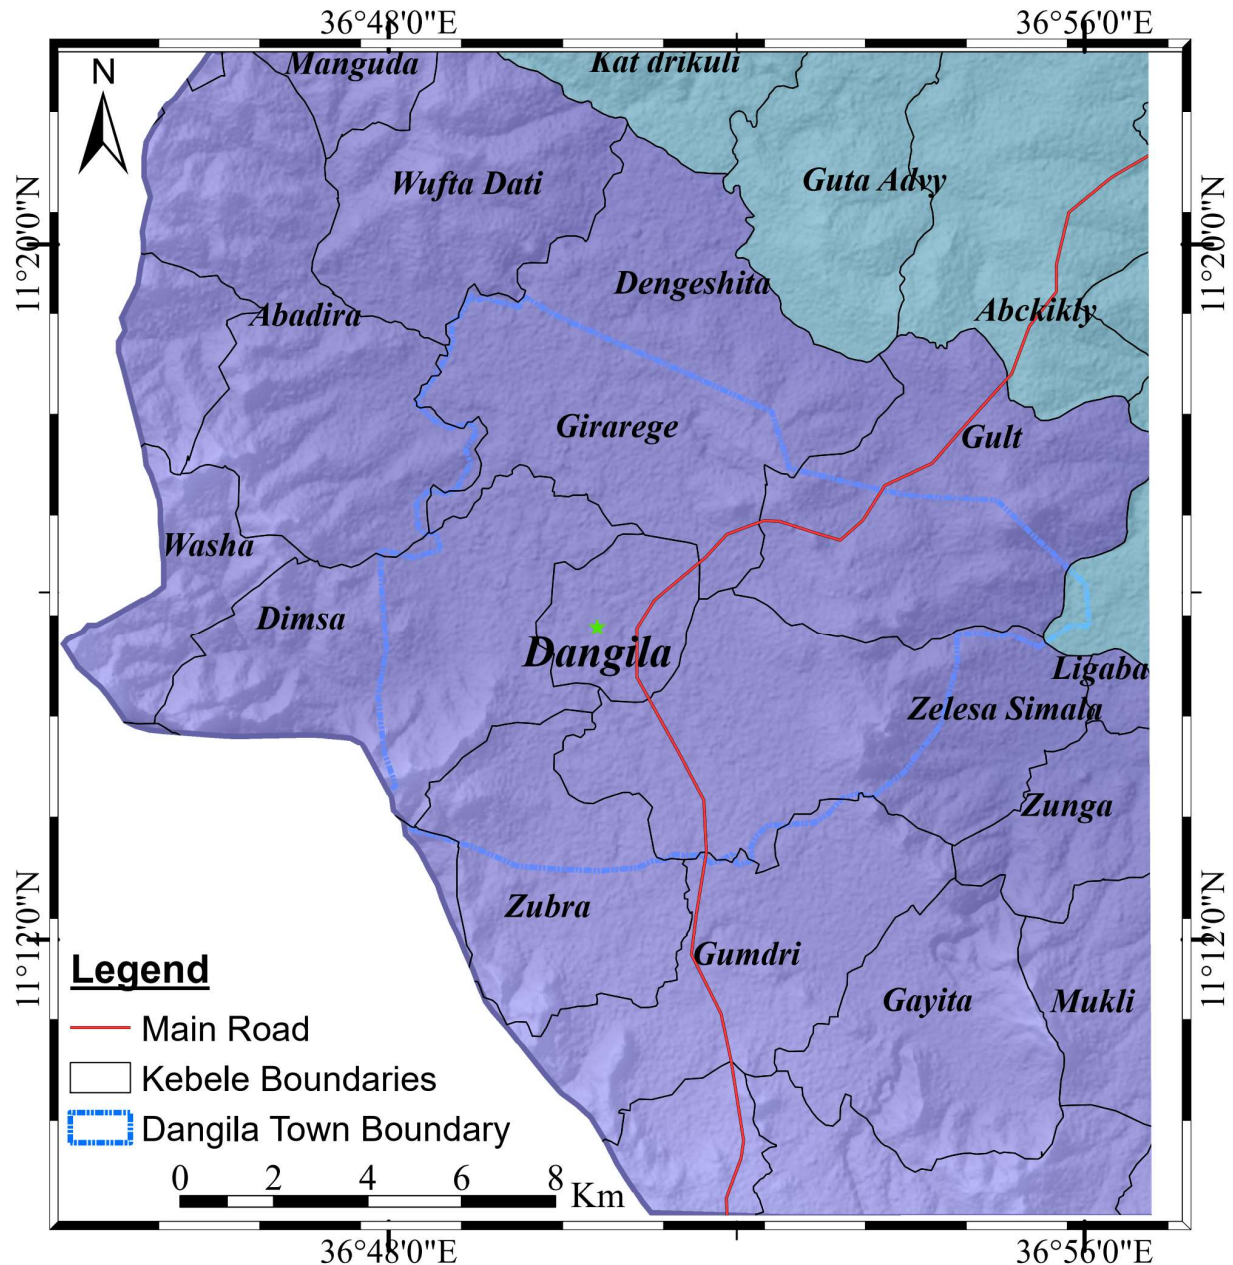 36°48'0"E
36°56'0"E
N
Manguda
Kat drikuli
Wufta Dati
Guta Advy
11°20'0"N
11°20'0"N
Dengeshita
Abadira
Abckikly
Girarege
Gult
Washa
Dimsa
Dangila
Ligaba
Zelesa Simala
Zunga
Zubra
Gumdri
11°12'0"N
11°12'0"N
Gayita
Mukli
Legend
Main Road
Kebele Boundaries
Dangila Town Boundary
0 2 4 6 8 Km
36°48'0"E
36°56'0"E